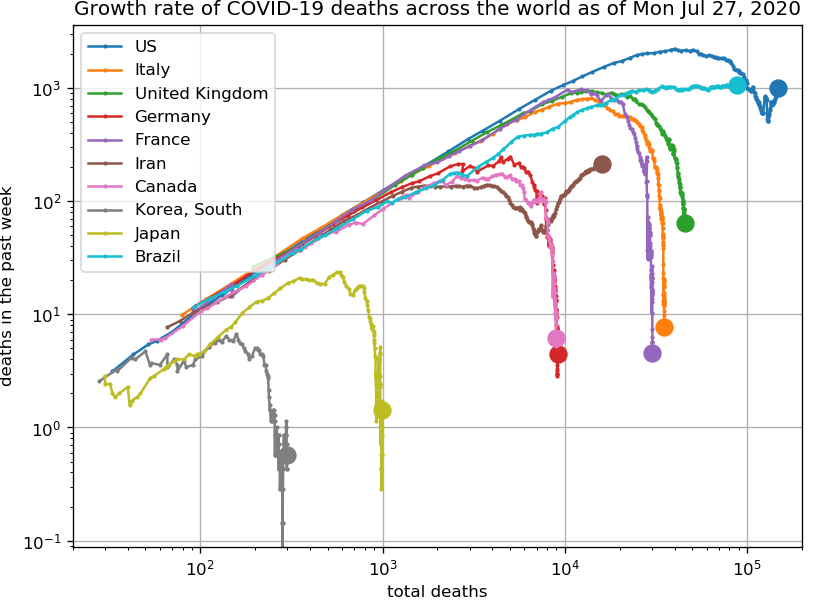 Growth rate of COVID-19 deaths across the world as of Mon Jul 27, 2020
US
Italy
United Kingdom
Germany
France
Iran
Canada
Korea, South
Japan
Brazil
deaths in the past week
10³
10²
10¹
10⁰
10⁻¹
10²
10³
10⁴
10⁵
total deaths